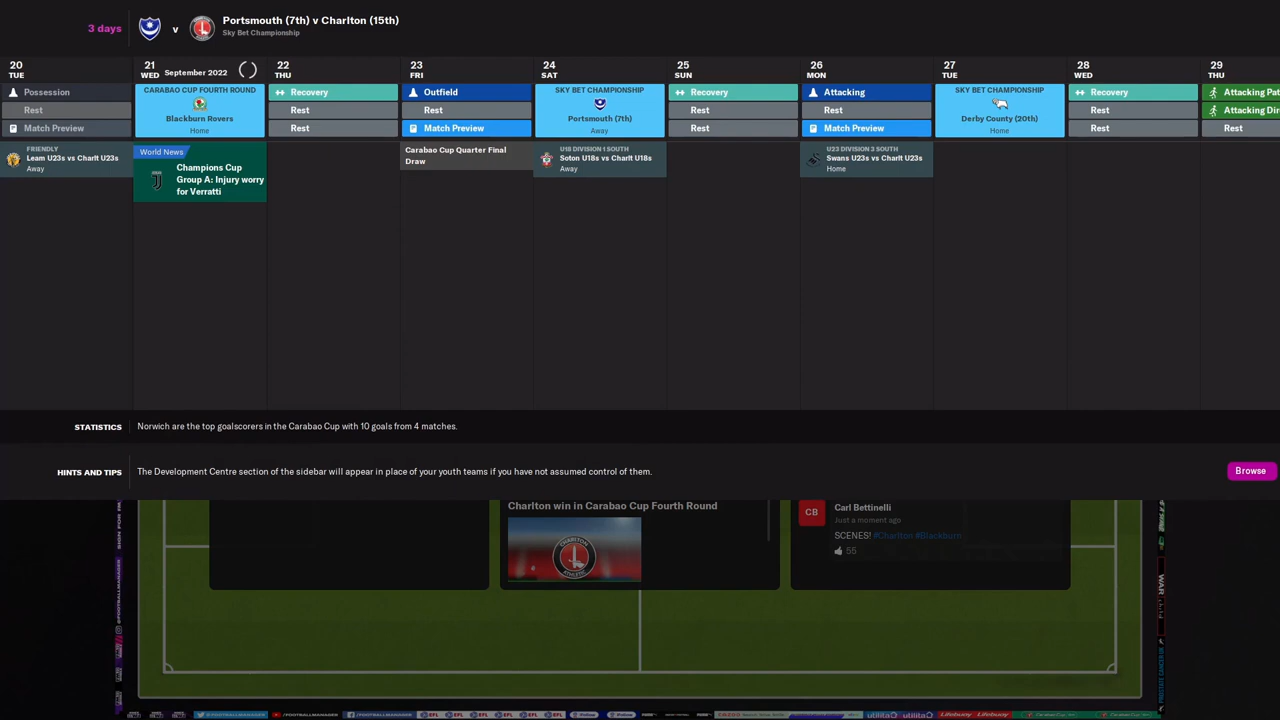 3 days
v
Portsmouth (7th) v Charlton (15th)
Sky Bet Championship
20
TUE
21
WED
September 2022
22
THU
23
FRI
24
SAT
25
SUN
26
MON
27
TUE
28
WED
29
THU
Possession
Rest
Match Preview
CARABAO CUP FOURTH ROUND
Blackburn Rovers
Home
Recovery
Rest
Rest
Outfield
Rest
Match Preview
SKY BET CHAMPIONSHIP
Portsmouth (7th)
Away
Recovery
Rest
Rest
Attacking
Rest
Match Preview
SKY BET CHAMPIONSHIP
Derby County (20th)
Home
Recovery
Rest
Rest
Attacking Pat
Attacking Dir
Rest
FRIENDLY
Leam U23s vs Charlt U23s
Away
World News
Champions Cup
Group A: Injury worry
for Verratti
Carabao Cup Quarter Final
Draw
U18 DIVISION 1 SOUTH
Soton U18s vs Charlt U18s
Away
U23 DIVISION 3 SOUTH
Swans U23s vs Charlt U23s
Home
STATISTICS
Norwich are the top goalscorers in the Carabao Cup with 10 goals from 4 matches.
HINTS AND TIPS
The Development Centre section of the sidebar will appear in place of your youth teams if you have not assumed control of them.
Browse
Charlton win in Carabao Cup Fourth Round
CHARLTON
ATHLETIC
CB
Carl Bettinelli
Just a moment ago
SCENES! #Charlton #Blackburn
55